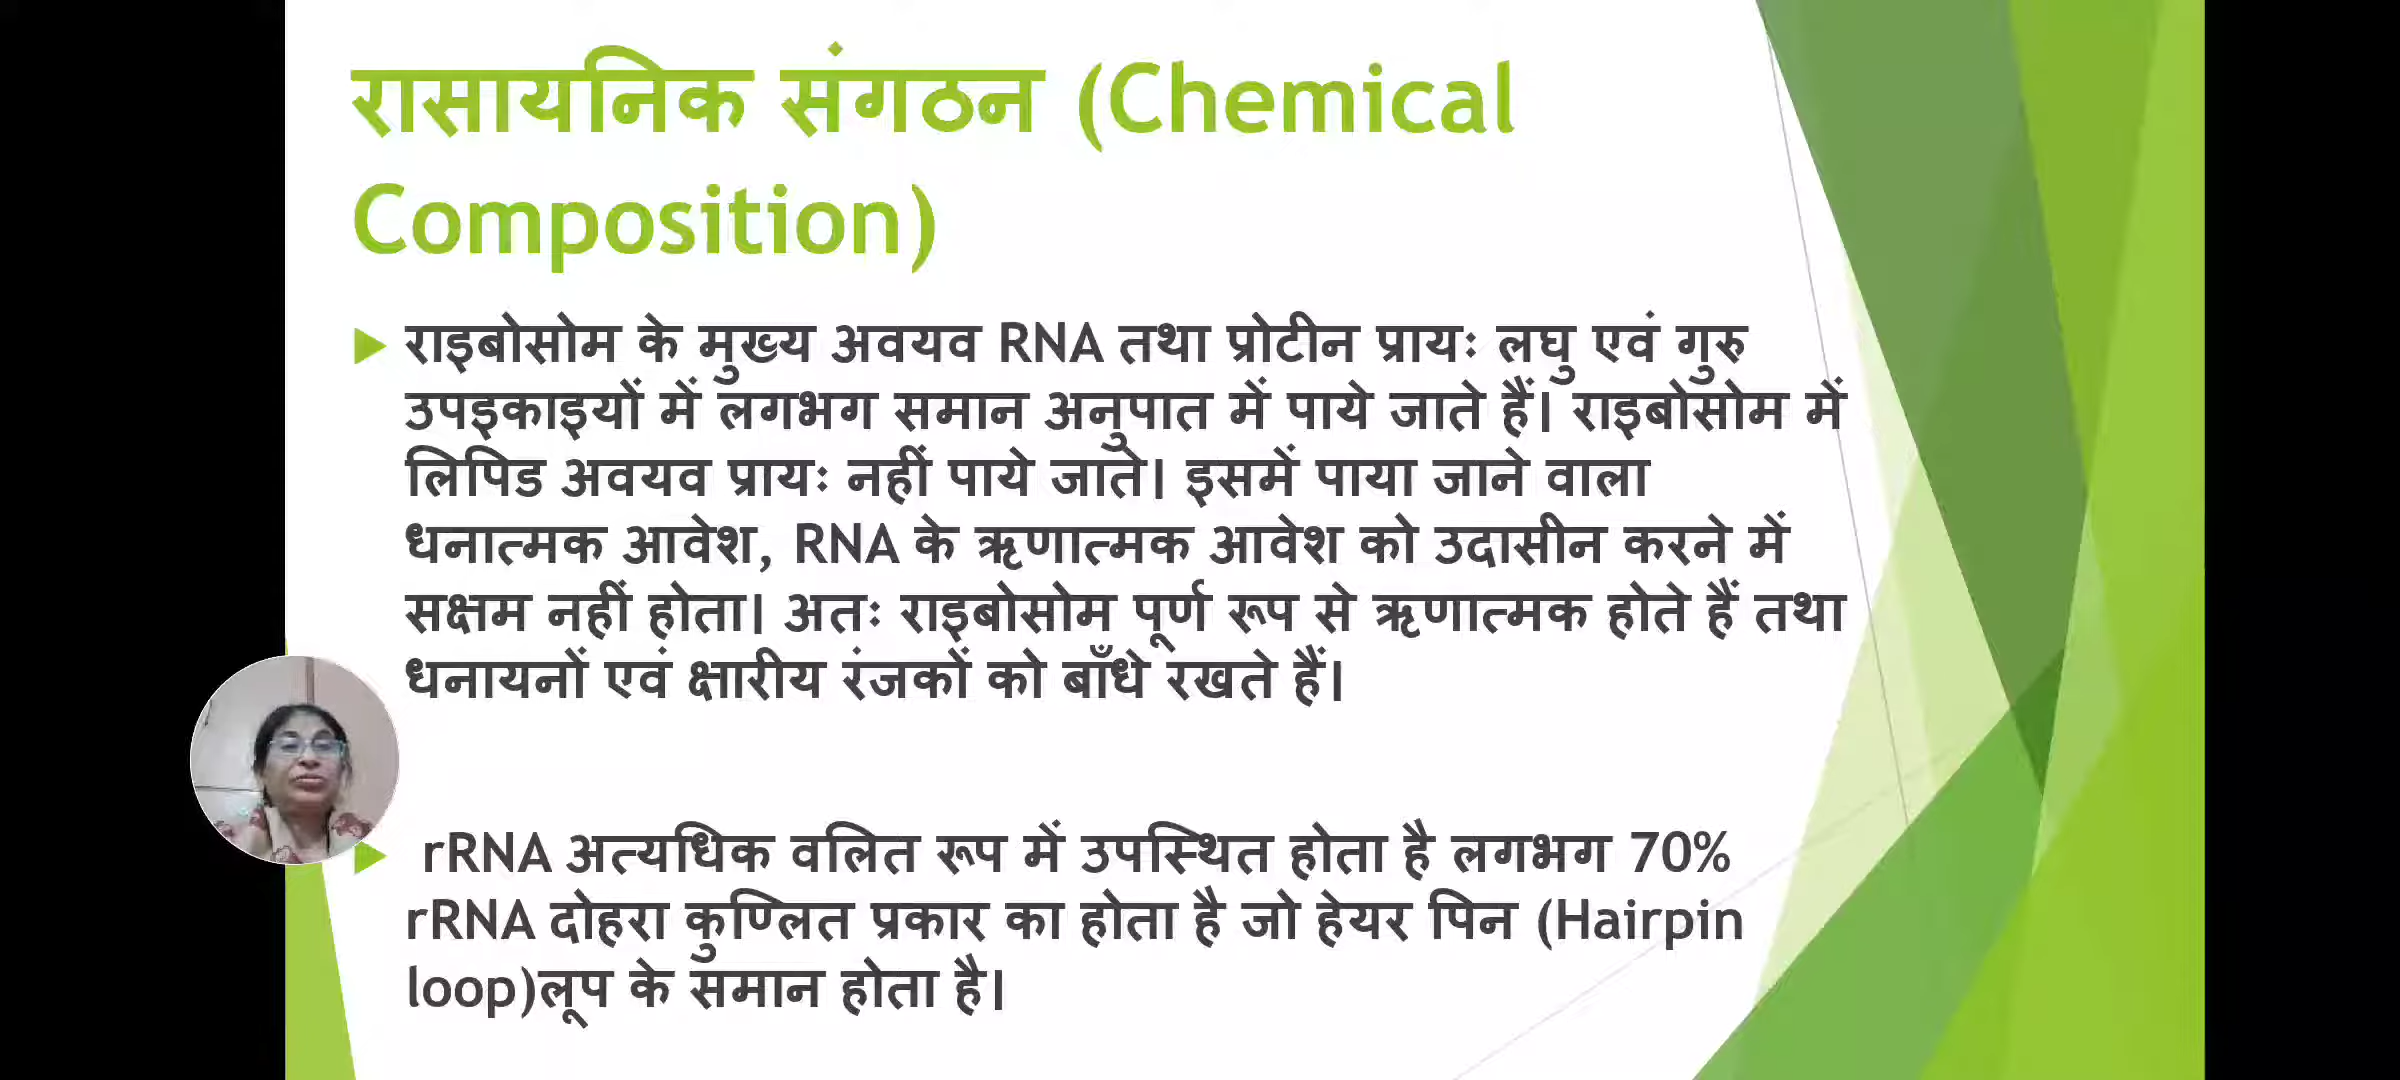 रासायनिक संगठन (Chemical
Composition)
राइबोसोम के मुख्य अवयव RNA तथा प्रोटीन प्रायः लघु एवं गुरु
उपइकाइयों में लगभग समान अनुपात में पाये जाते हैं। राइबोसोम में
लिपिड अवयव प्रायः नहीं पाये जाते। इसमें पाया जाने वाला
धनात्मक आवेश, RNA के ऋणात्मक आवेश को उदासीन करने में
सक्षम नहीं होता। अतः राइबोसोम पूर्ण रूप से ऋणात्मक होते हैं तथा
धनायनों एवं क्षारीय रंजकों को बाँधे रखते हैं।
rRNA अत्यधिक वलित रूप में उपस्थित होता है लगभग 70%
rRNA दोहरा कुण्लित प्रकार का होता है जो हेयर पिन (Hairpin
loop)लूप के समान होता है।